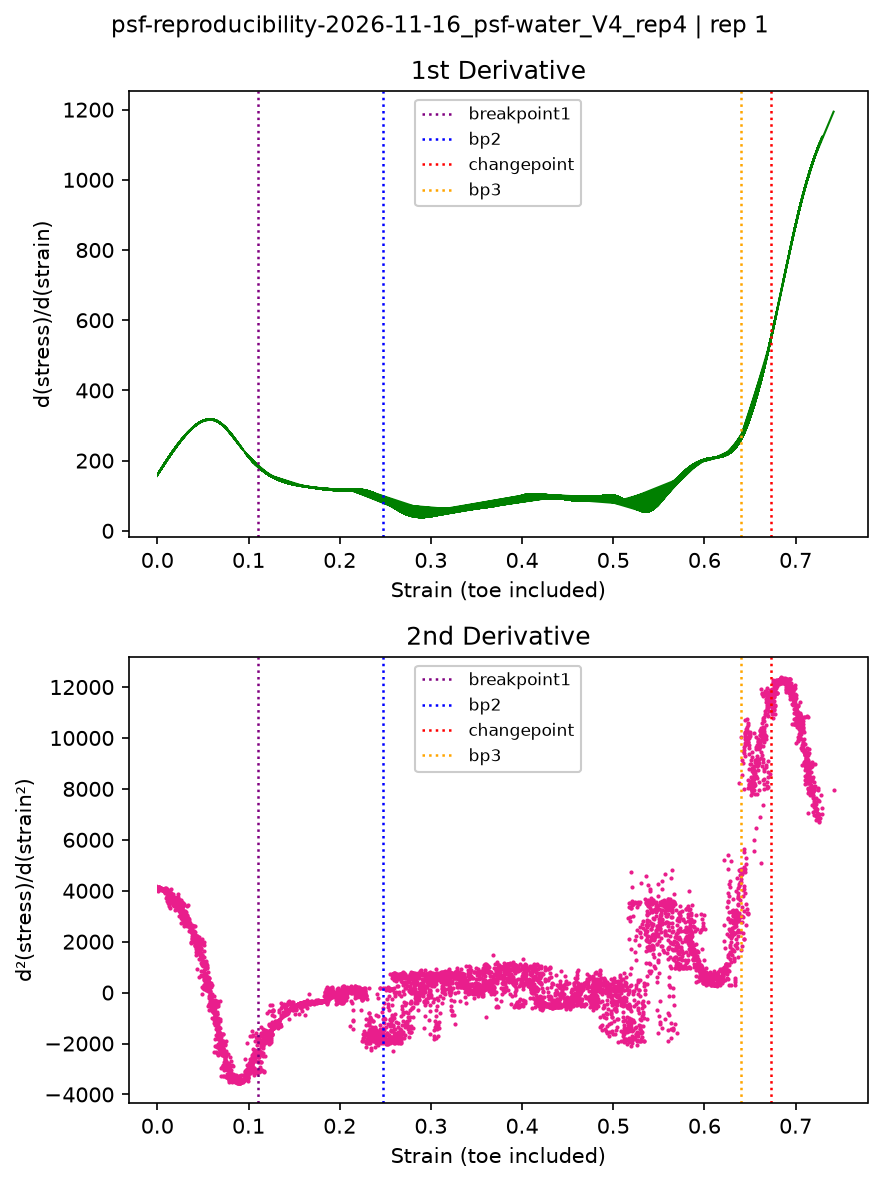 psf-reproducibility-2026-11-16_psf-water_V4_rep4 | rep 1
1st Derivative
breakpoint1
bp2
changepoint
bp3
1200
1000
800
600
400
200
0
d(stress)/d(strain)
0.0 0.1 0.2 0.3 0.4 0.5 0.6 0.7
Strain (toe included)
2nd Derivative
breakpoint1
bp2
changepoint
bp3
12000
10000
8000
6000
4000
2000
0
−2000
−4000
d²(stress)/d(strain²)
0.0 0.1 0.2 0.3 0.4 0.5 0.6 0.7
Strain (toe included)